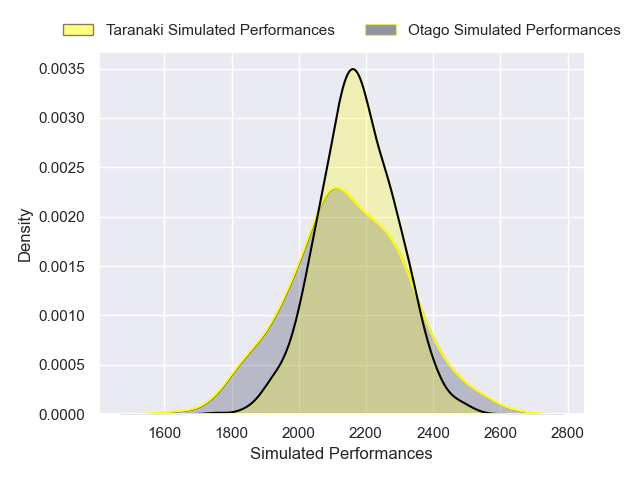 Taranaki Simulated Performances Otago Simulated Performances
0.0035
0.0030
0.0025
0.0020
0.0015
0.0010
0.0005
0.0000
Density
1600 1800 2000 2200 2400 2600 2800
Simulated Performances